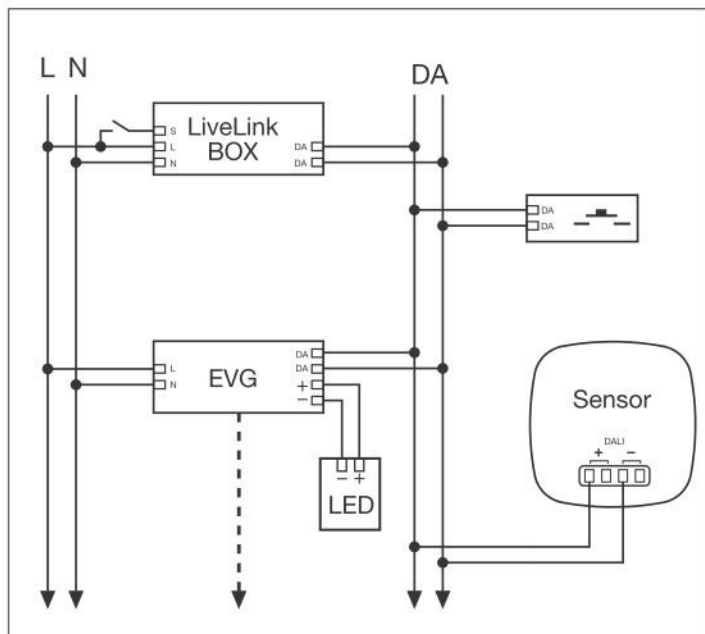 L N
DA
LiveLink
BOX
S
L
N
DA
DA
DA
DA
EVG
L
N
DA
DA
+
−
− +
LED
Sensor
DALI
+ −